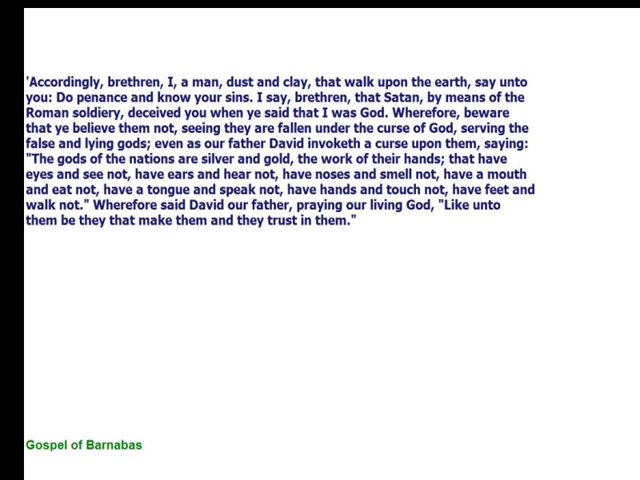 'Accordingly, brethren, I, a man, dust and clay, that walk upon the earth, say unto
you: Do penance and know your sins. I say, brethren, that Satan, by means of the
Roman soldiery, deceived you when ye said that I was God. Wherefore, beware
that ye believe them not, seeing they are fallen under the curse of God, serving the
false and lying gods; even as our father David invoketh a curse upon them, saying:
"The gods of the nations are silver and gold, the work of their hands; that have
eyes and see not, have ears and hear not, have noses and smell not, have a mouth
and eat not, have a tongue and speak not, have hands and touch not, have feet and
walk not." Wherefore said David our father, praying our living God, "Like unto
them be they that make them and they trust in them."
Gospel of Barnabas